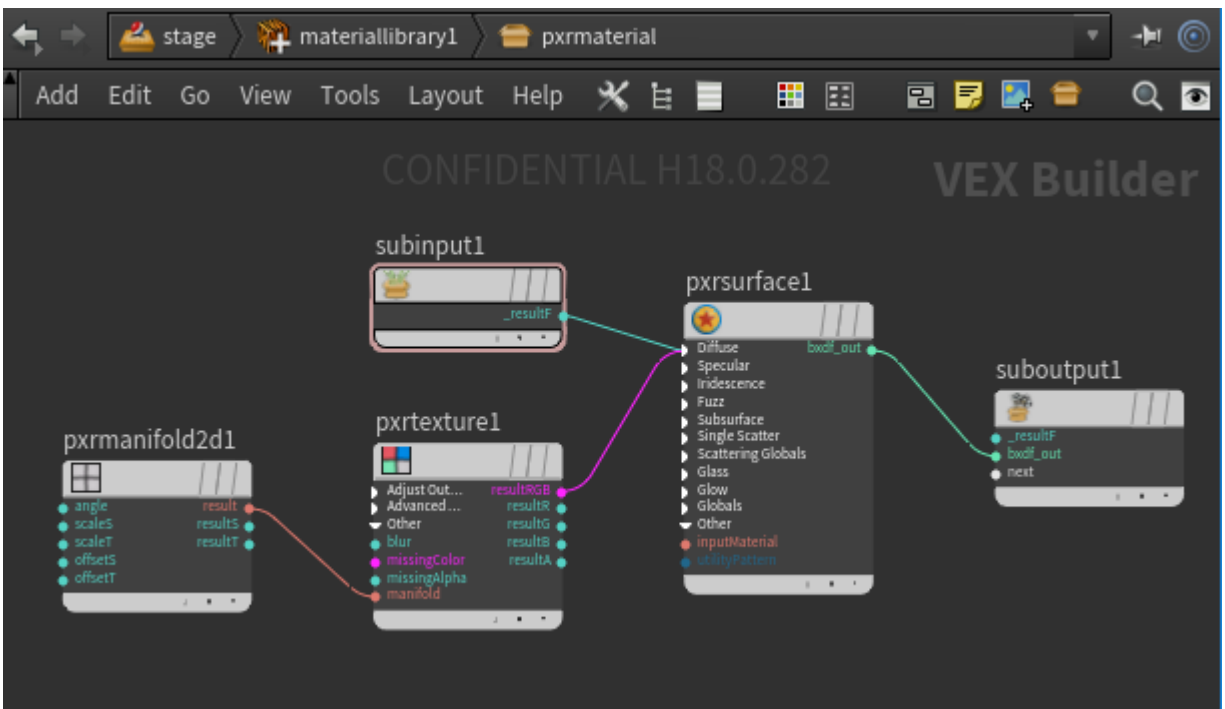 stage materiallibrary1 pxrmaterial
Add Edit Go View Tools Layout Help
CONFIDENTIAL H18.0.282
VEX Builder
subinput1
_resultF
pxrmanifold2d1
angle result
scaleS resultS
scaleT resultT
offsetS
offsetT
pxrtexture1
Adjust Out... resultRGB
Advanced ... resultR
Other resultG
blur resultB
missingColor resultA
missingAlpha
manifold
pxrsurface1
Diffuse bxdf_out
Specular
Iridescence
Fuzz
Subsurface
Single Scatter
Scattering Globals
Glass
Glow
Globals
Other
inputMaterial
utilityPattern
suboutput1
_resultF
bxdf_out
next